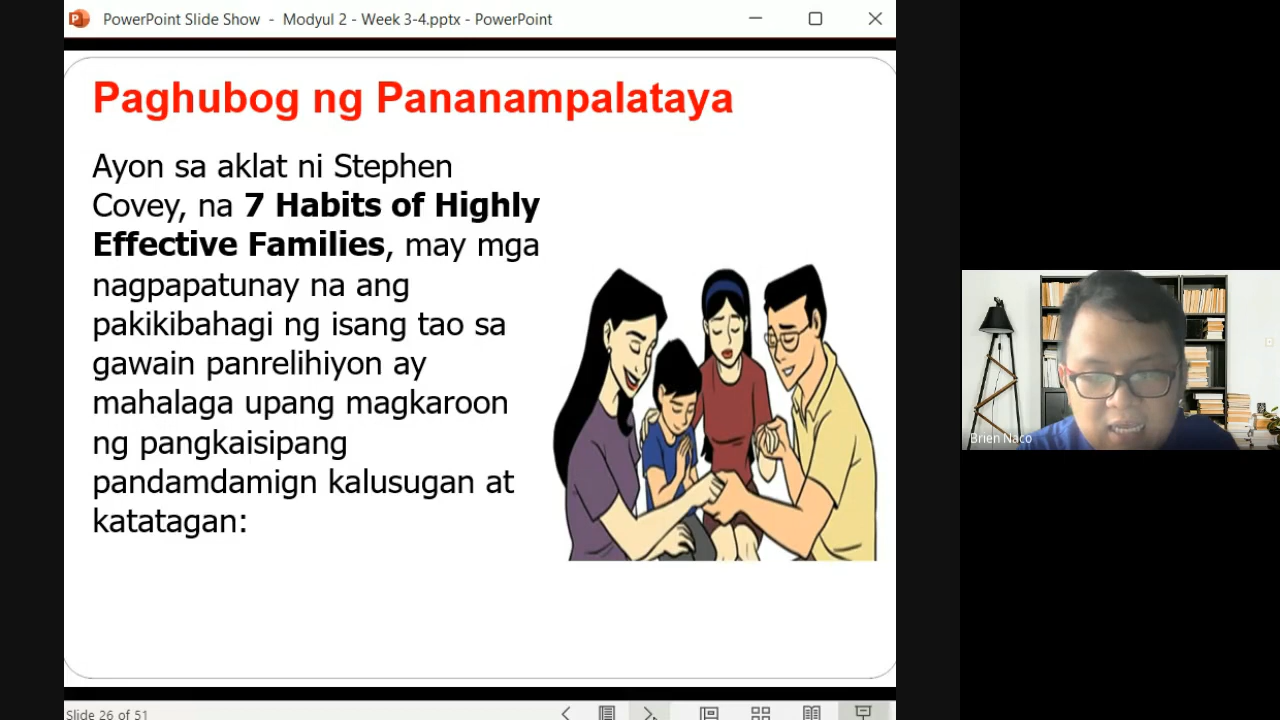 PowerPoint Slide Show - Modyul 2 - Week 3-4.pptx - PowerPoint
Paghubog ng Pananampalataya
Ayon sa aklat ni Stephen
Covey, na 7 Habits of Highly
Effective Families, may mga
nagpapatunay na ang
pakikibahagi ng isang tao sa
gawain panrelihiyon ay
mahalaga upang magkaroon
ng pangkaisipang
pandamdamign kalusugan at
katatagan:
Brien Naco
Slide 26 of 51